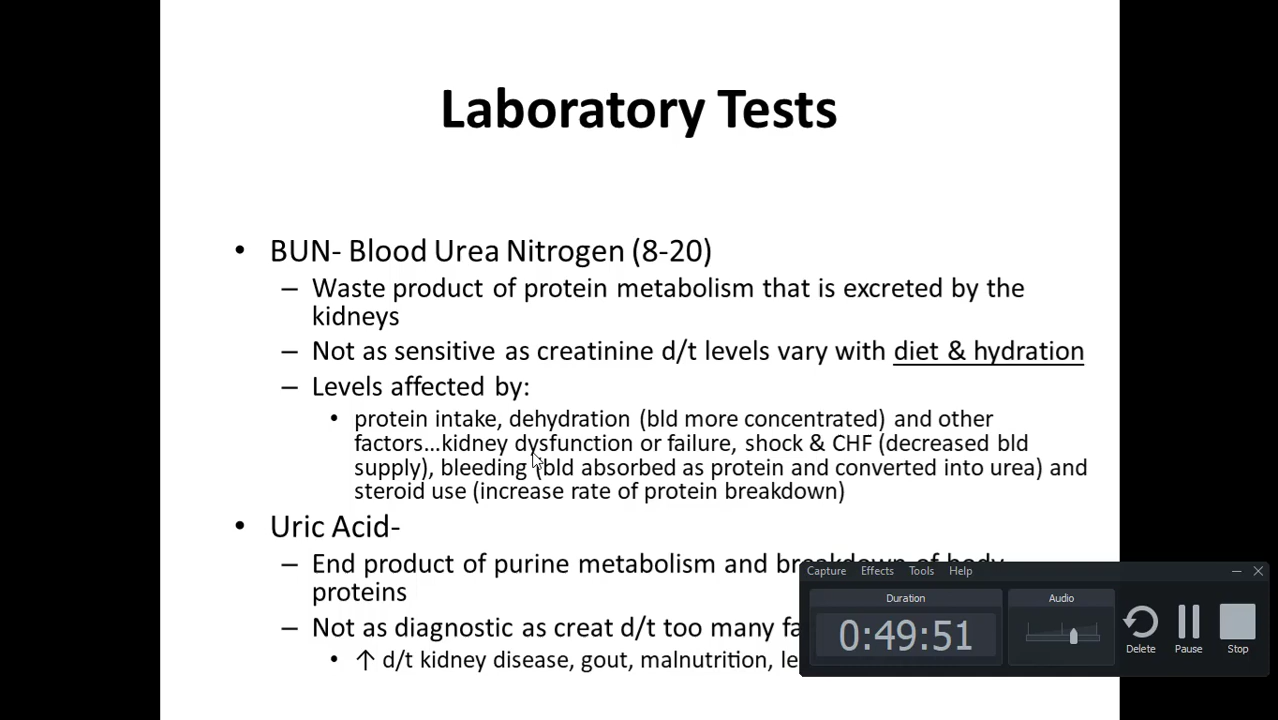 Laboratory Tests
• BUN- Blood Urea Nitrogen (8-20)
– Waste product of protein metabolism that is excreted by the
kidneys
– Not as sensitive as creatinine d/t levels vary with diet & hydration
– Levels affected by:
• protein intake, dehydration (bld more concentrated) and other
factors...kidney dysfunction or failure, shock & CHF (decreased bld
supply), bleeding (bld absorbed as protein and converted into urea) and
steroid use (increase rate of protein breakdown)
• Uric Acid-
– End product of purine metabolism and breakdown of body
proteins
– Not as diagnostic as creat d/t too many
• ↑ d/t kidney disease, gout, malnutrition,
Capture Effects Tools Help
Duration Audio
0:49:51
Delete Pause Stop